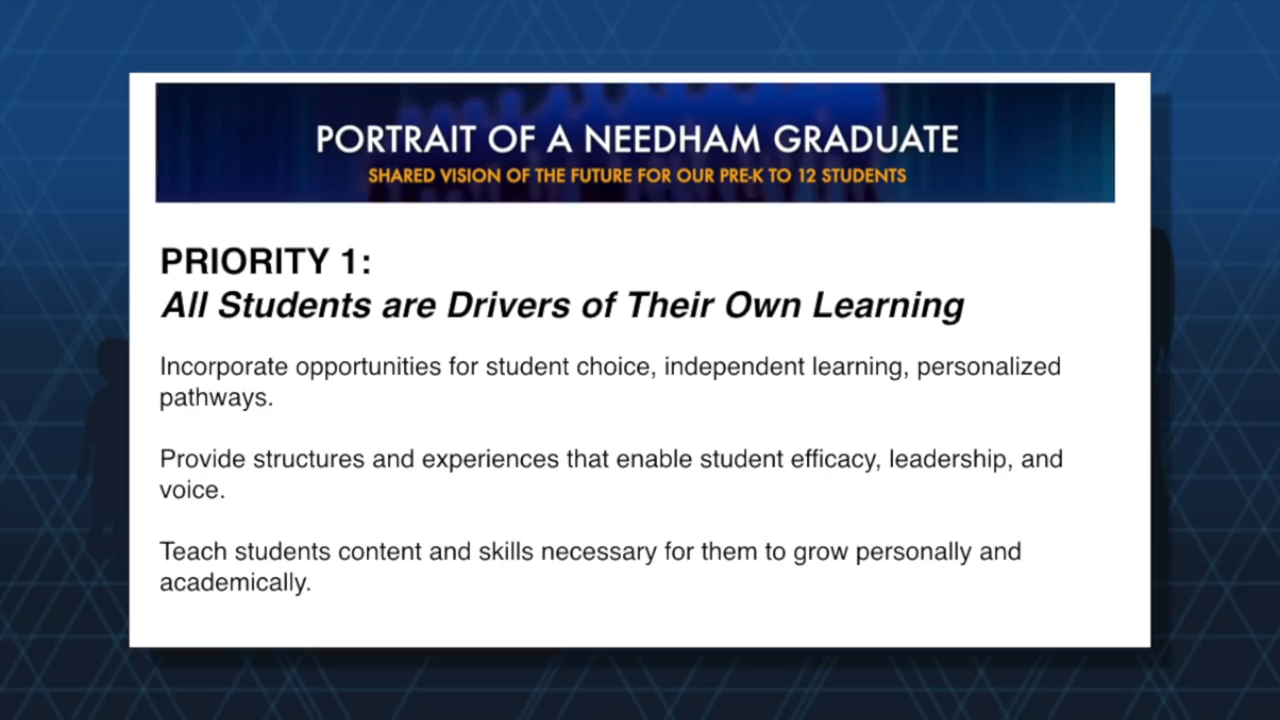 PORTRAIT OF A NEEDHAM GRADUATE
SHARED VISION OF THE FUTURE FOR OUR PRE-K TO 12 STUDENTS
PRIORITY 1:
All Students are Drivers of Their Own Learning
Incorporate opportunities for student choice, independent learning, personalized
pathways.
Provide structures and experiences that enable student efficacy, leadership, and
voice.
Teach students content and skills necessary for them to grow personally and
academically.